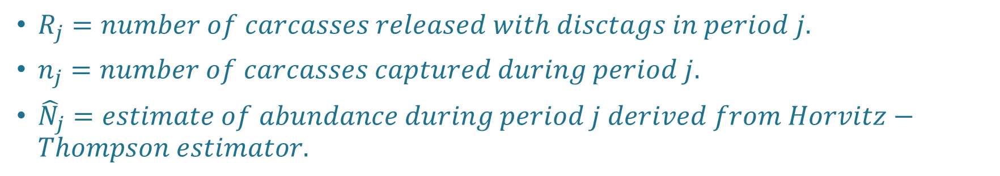 • R_j = number of carcasses released with disctags in period j.
• n_j = number of carcasses captured during period j.
• N̂_j = estimate of abundance during period j derived from Horvitz −
Thompson estimator.